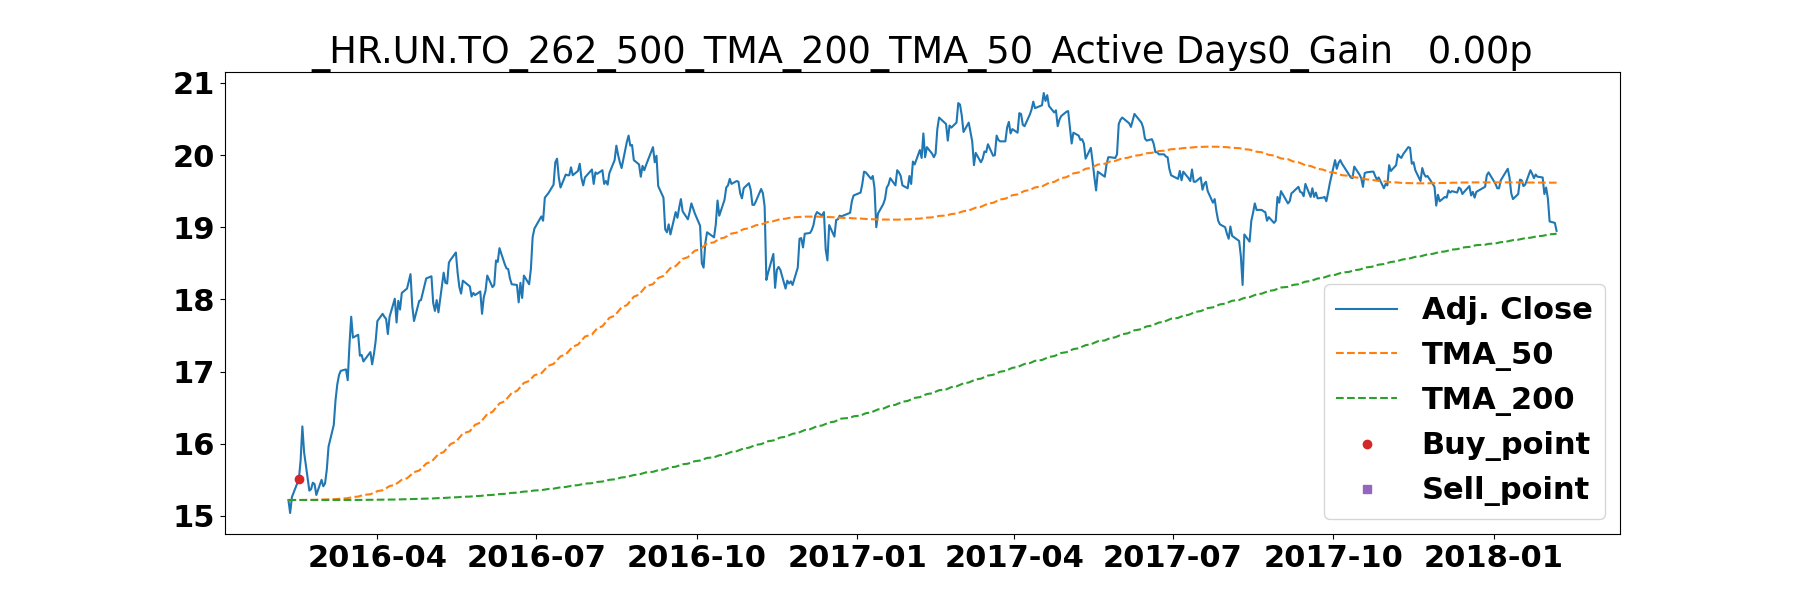 _HR.UN.TO_262_500_TMA_200_TMA_50_Active Days0_Gain   0.00p
21
20
19
18
17
16
15
Adj. Close
TMA_50
TMA_200
Buy_point
Sell_point
2016-04 2016-07 2016-10 2017-01 2017-04 2017-07 2017-10 2018-01